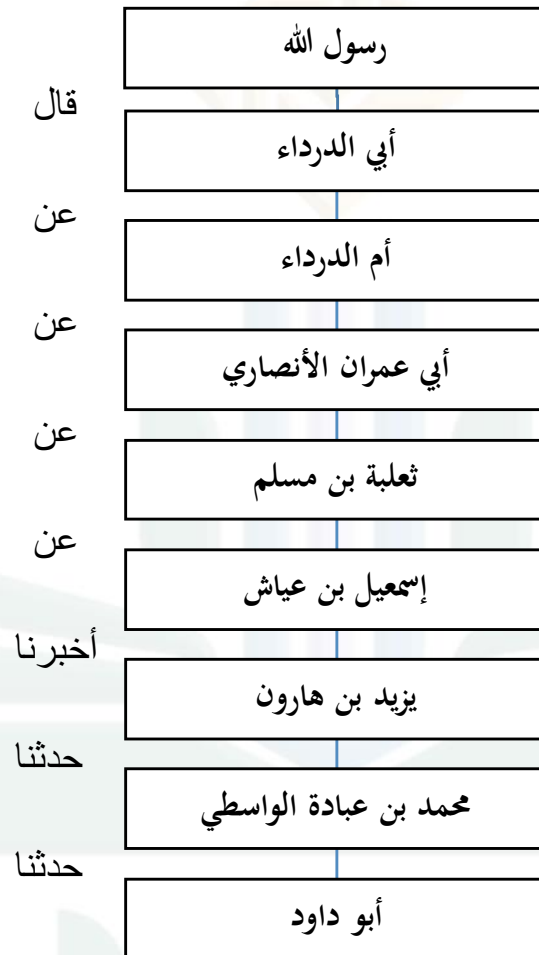 رسول الله
قال
أبي الدرداء
عن
أم الدرداء
عن
أبي عمران الأنصاري
عن
ثعلبة بن مسلم
عن
إسمعيل بن عياش
أخبرنا
يزيد بن هارون
حدثنا
محمد بن عبادة الواسطي
حدثنا
أبو داود